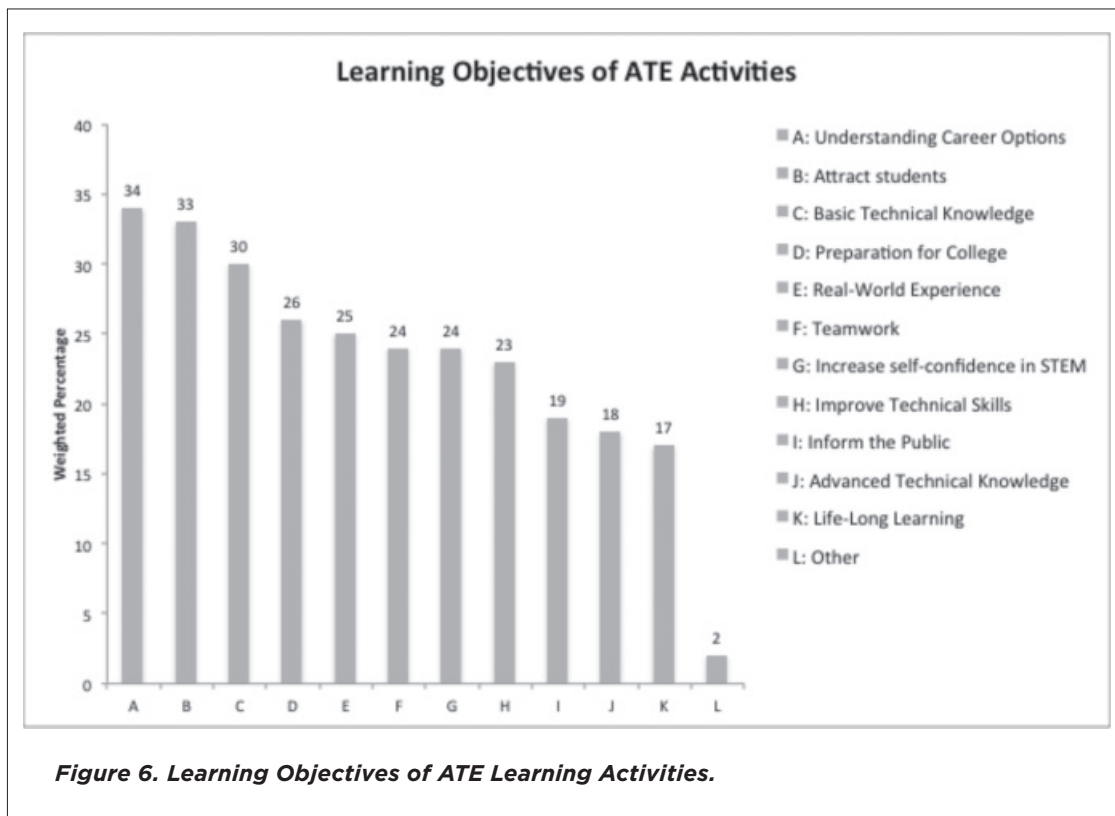 Learning Objectives of ATE Activities
Weighted Percentage
40
35
30
25
20
15
10
5
0
34
33
30
26
25
24
24
23
19
18
17
2
A B C D E F G H I J K L
A: Understanding Career Options
B: Attract students
C: Basic Technical Knowledge
D: Preparation for College
E: Real-World Experience
F: Teamwork
G: Increase self-confidence in STEM
H: Improve Technical Skills
I: Inform the Public
J: Advanced Technical Knowledge
K: Life-Long Learning
L: Other
Figure 6. Learning Objectives of ATE Learning Activities.